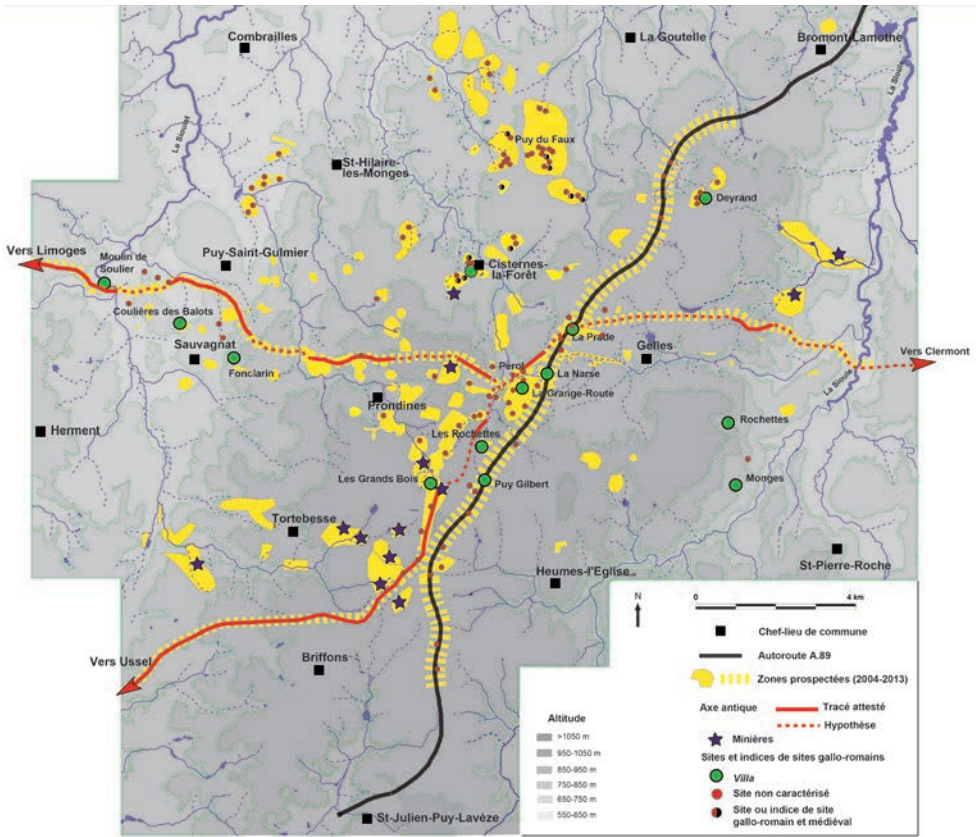 Combrailles
La Goutelle
Bromont-Lamothe
La Sioulet
La Sioule
Puy du Faux
St-Hilaire-
les-Monges
Deyrand
Vers Limoges
Moulin de
Soulier
Puy-Saint-Gulmier
Cisternes-
la-Forêt
Coulières des Balots
La Prade
Sauvagnat
Fonclarin
Gelles
Vers Clermont
Pérol
La Narse
La Grange-Route
La Sioule
Prondines
Herment
Les Rochettes
Rochettes
Les Grands Bois
Puy Gilbert
Monges
Tortebesse
Heumes-l'Eglise
St-Pierre-Roche
Briffons
Vers Ussel
St-Julien-Puy-Lavèze
N
0
4 km
Chef-lieu de commune
Autoroute A.89
Zones prospectées (2004-2013)
Axe antique
Tracé attesté
Hypothèse
Minières
Sites et indices de sites gallo-romains
Villa
Site non caractérisé
Site ou indice de site
gallo-romain et médiéval
Altitude
>1050 m
950-1050 m
850-950 m
750-850 m
650-750 m
550-650 m